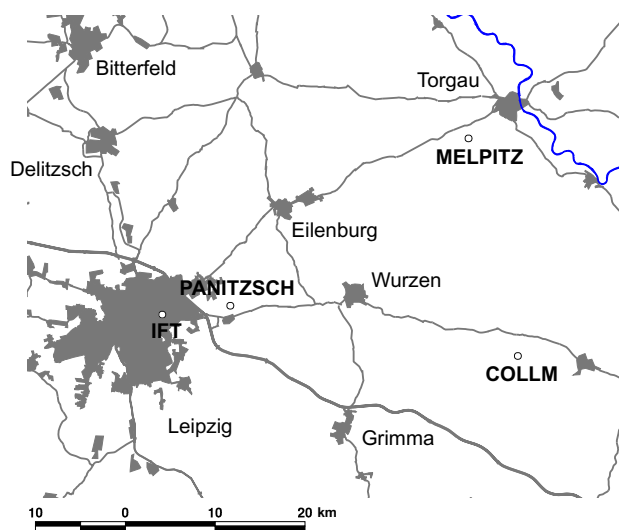 Bitterfeld
Torgau
MELPITZ
Delitzsch
Eilenburg
PANITZSCH
Wurzen
IFT
COLLM
Leipzig
Grimma
10 0 10 20 km